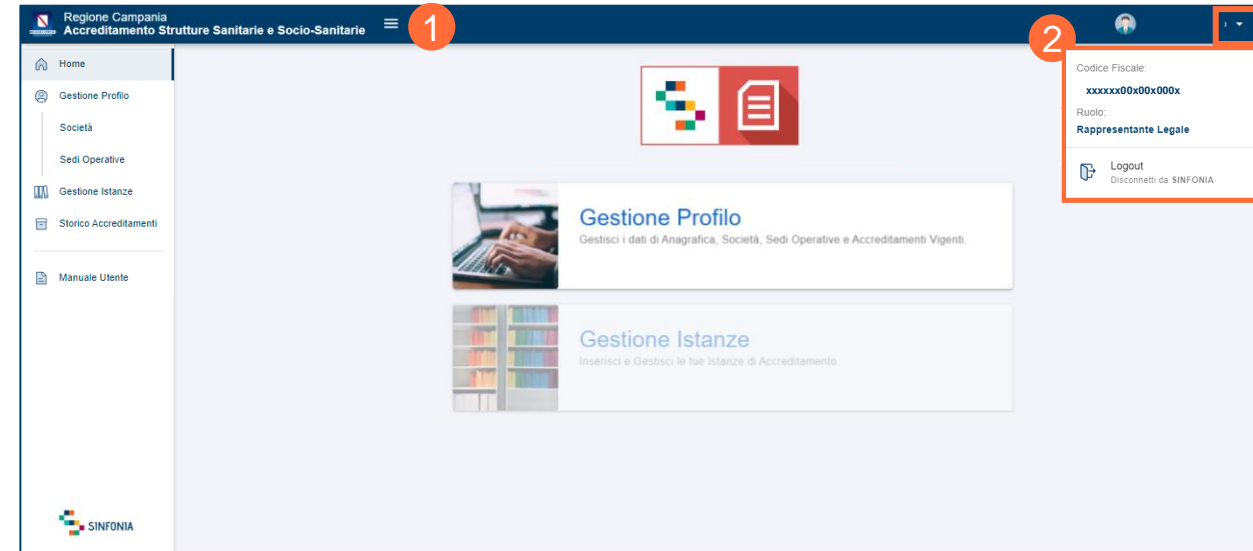 Regione Campania
Accreditamento Strutture Sanitarie e Socio-Sanitarie
1
2
Home
Gestione Profilo
Società
Sedi Operative
Gestione Istanze
Storico Accreditamenti
Manuale Utente
SINFONIA
Gestione Profilo
Gestisci i dati di Anagrafica, Società, Sedi Operative e Accreditamenti Vigenti.
Gestione Istanze
Inserisci e Gestisci le tue Istanze di Accreditamento.
Codice Fiscale:
xxxxxx00x00x000x
Ruolo:
Rappresentante Legale
Logout
Disconnetti da SINFONIA